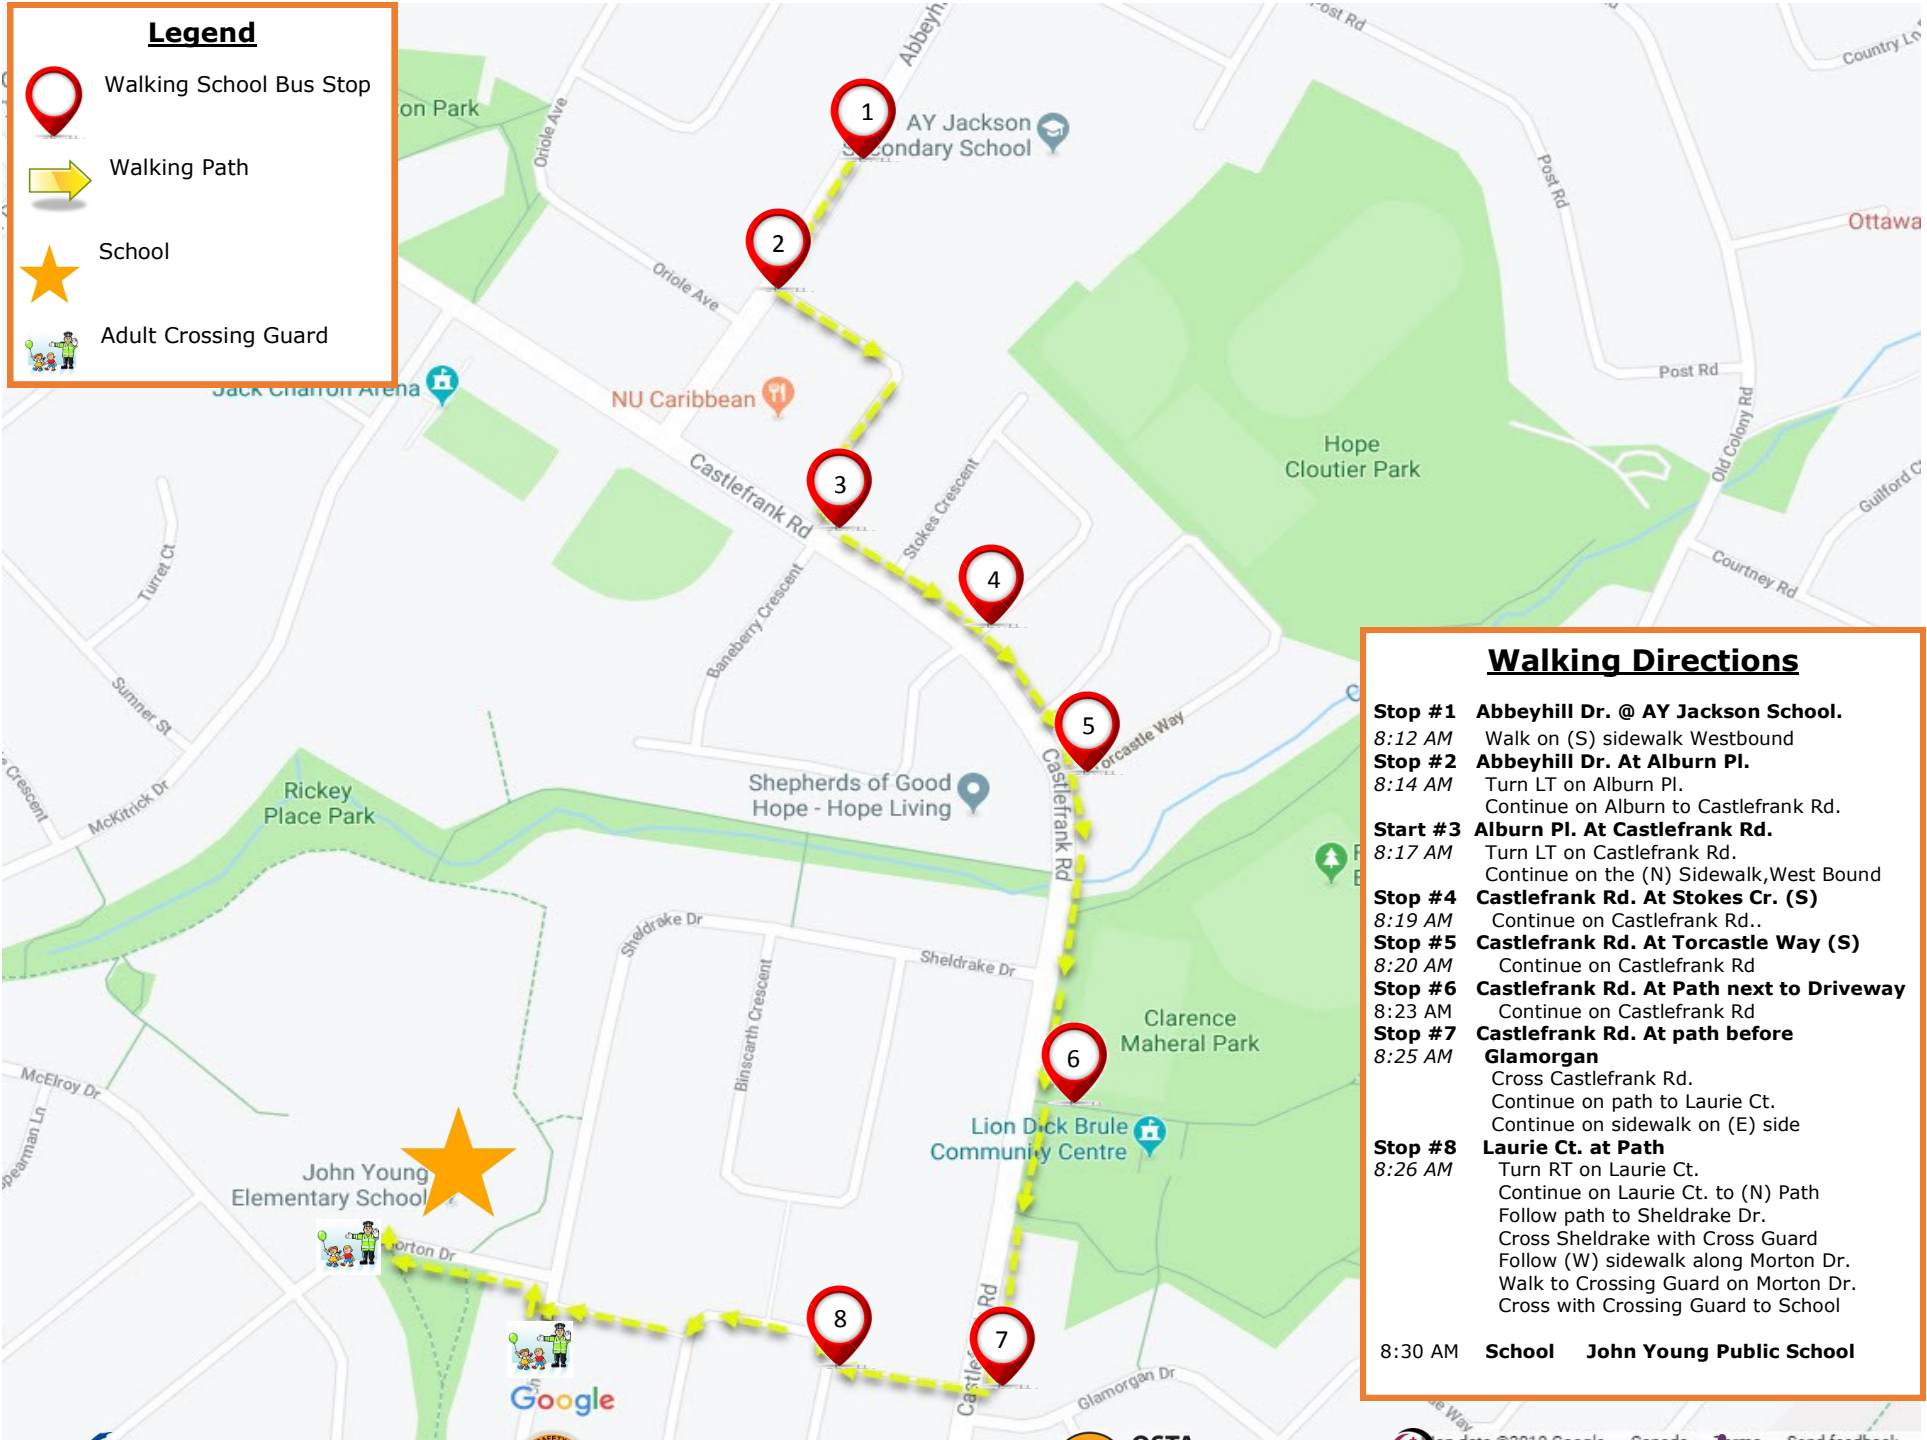 Legend
Walking School Bus Stop
Walking Path
School
Adult Crossing Guard
on Park
Oriole Ave
Abbeyh
1
AY Jackson
condary School
Post Rd
Country
Post Rd
Ottawa
2
Oriole Ave
Jack Charron Arena
NU Caribbean
Post Rd
Old Colony Rd
Hope
Cloutier Park
Guilford
3
Castlefrank Rd
Stokes Crescent
4
Courtney Rd
Turret Ct
Baneberry Crescent
Sumner St
5
Torcastle Way
Crescent
McKitrick Dr
Rickey
Place Park
Shepherds of Good
Hope - Hope Living
Castlefrank Rd
Sheldrake Dr
Sheldrake Dr
Binscarth Crescent
Clarence
Maheral Park
6
McElroy Dr
Spearman Ln
Lion Dick Brule
Community Centre
John Young
Elementary School
orton Dr
8
7
Rd
Castlef
Glamorgan Dr
Google
Walking Directions
Stop #1 Abbeyhill Dr. @ AY Jackson School.
8:12 AM Walk on (S) sidewalk Westbound
Stop #2 Abbeyhill Dr. At Alburn Pl.
8:14 AM Turn LT on Alburn Pl.
Continue on Alburn to Castlefrank Rd.
Start #3 Alburn Pl. At Castlefrank Rd.
8:17 AM Turn LT on Castlefrank Rd.
Continue on the (N) Sidewalk,West Bound
Stop #4 Castlefrank Rd. At Stokes Cr. (S)
8:19 AM Continue on Castlefrank Rd..
Stop #5 Castlefrank Rd. At Torcastle Way (S)
8:20 AM Continue on Castlefrank Rd
Stop #6 Castlefrank Rd. At Path next to Driveway
8:23 AM Continue on Castlefrank Rd
Stop #7 Castlefrank Rd. At path before
8:25 AM Glamorgan
Cross Castlefrank Rd.
Continue on path to Laurie Ct.
Continue on sidewalk on (E) side
Stop #8 Laurie Ct. at Path
8:26 AM Turn RT on Laurie Ct.
Continue on Laurie Ct. to (N) Path
Follow path to Sheldrake Dr.
Cross Sheldrake with Cross Guard
Follow (W) sidewalk along Morton Dr.
Walk to Crossing Guard on Morton Dr.
Cross with Crossing Guard to School
8:30 AM School John Young Public School
Way
OSTA
Map data ©2019 Google Canada Terms Send feedback